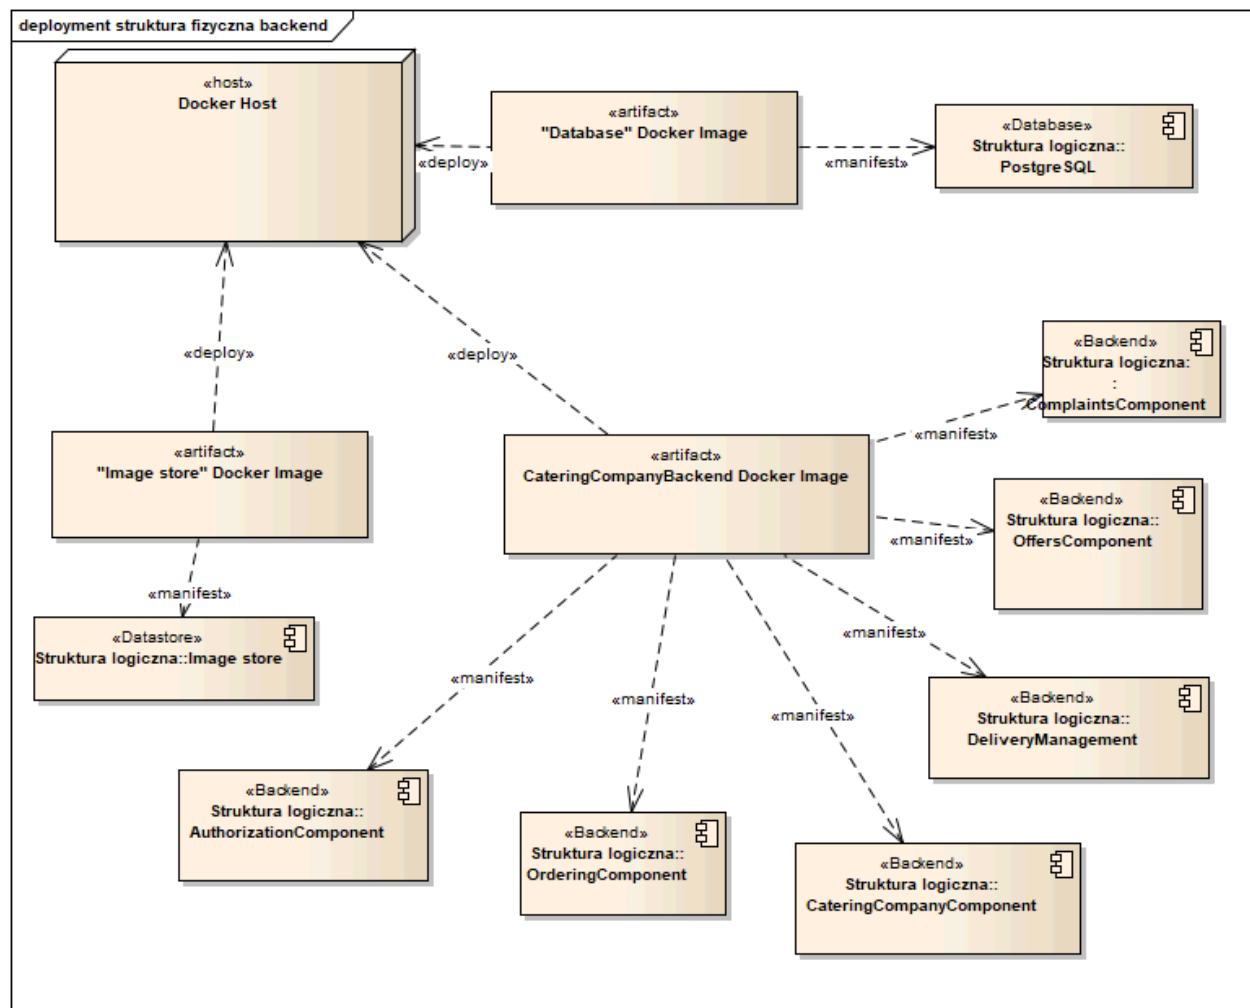 deployment struktura fizyczna backend
«host»
Docker Host
«artifact»
"Database" Docker Image
«Database»
Struktura logiczna::
PostgreSQL
«deploy»
«manifest»
«deploy»
«deploy»
«Backend»
Struktura logiczna:
:
ComplaintsComponent
«manifest»
«artifact»
"Image store" Docker Image
«artifact»
CateringCompanyBackend Docker Image
«Backend»
Struktura logiczna::
OffersComponent
«manifest»
«manifest»
«Datastore»
Struktura logiczna::Image store
«manifest»
«manifest»
«manifest»
«manifest»
«Backend»
Struktura logiczna::
DeliveryManagement
«Backend»
Struktura logiczna::
AuthorizationComponent
«Backend»
Struktura logiczna::
OrderingComponent
«Backend»
Struktura logiczna::
CateringCompanyComponent